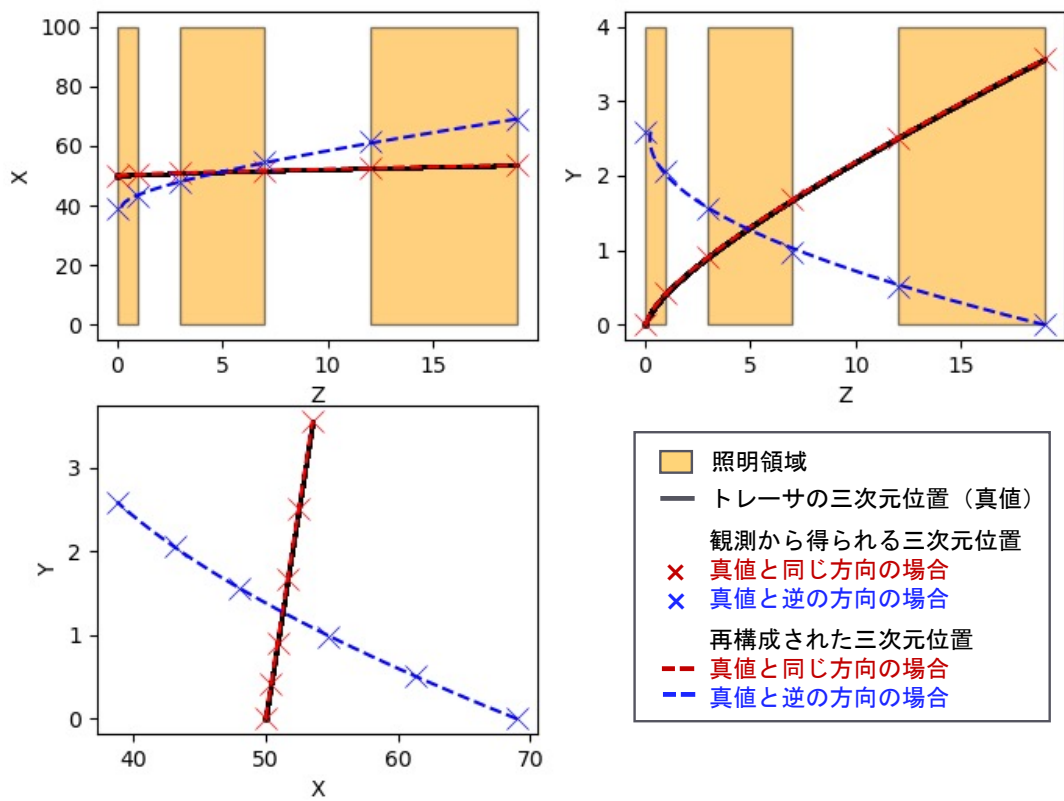 100
80
60
40
20
0
X
0
5
10
15
Z
4
3
2
1
0
Y
0
5
10
15
Z
3
2
1
0
Y
40
50
60
70
X
照明領域
トレーサの三次元位置（真値）
観測から得られる三次元位置
× 真値と同じ方向の場合
× 真値と逆の方向の場合
再構成された三次元位置
真値と同じ方向の場合
真値と逆の方向の場合